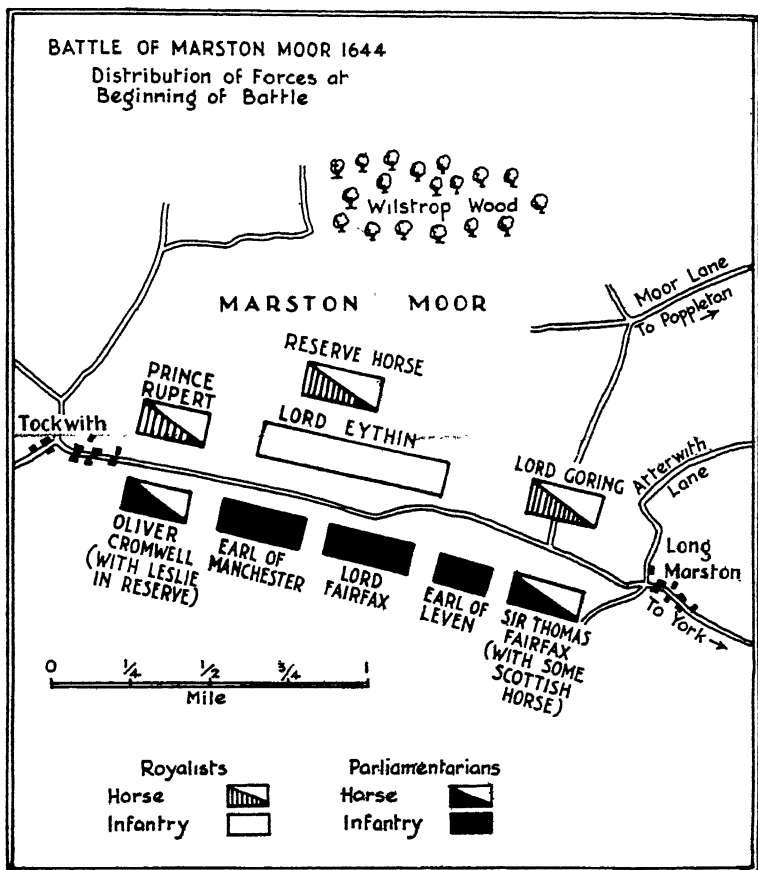 BATTLE OF MARSTON MOOR 1644
Distribution of Forces at
Beginning of Battle
Wilstrop Wood
MARSTON MOOR
Moor Lane
To Poppleton
RESERVE HORSE
PRINCE
RUPERT
LORD EYTHIN
Tockwith
LORD GORING
Atterwith
Lane
OLIVER
CROMWELL
(WITH LESLIE
IN RESERVE)
EARL OF
MANCHESTER
LORD
FAIRFAX
EARL OF
LEVEN
SIR THOMAS
FAIRFAX
(WITH SOME
SCOTTISH
HORSE)
Long
Marston
To York
0 1/4 1/2 3/4 1
Mile
Royalists
Horse
Infantry
Parliamentarians
Horse
Infantry